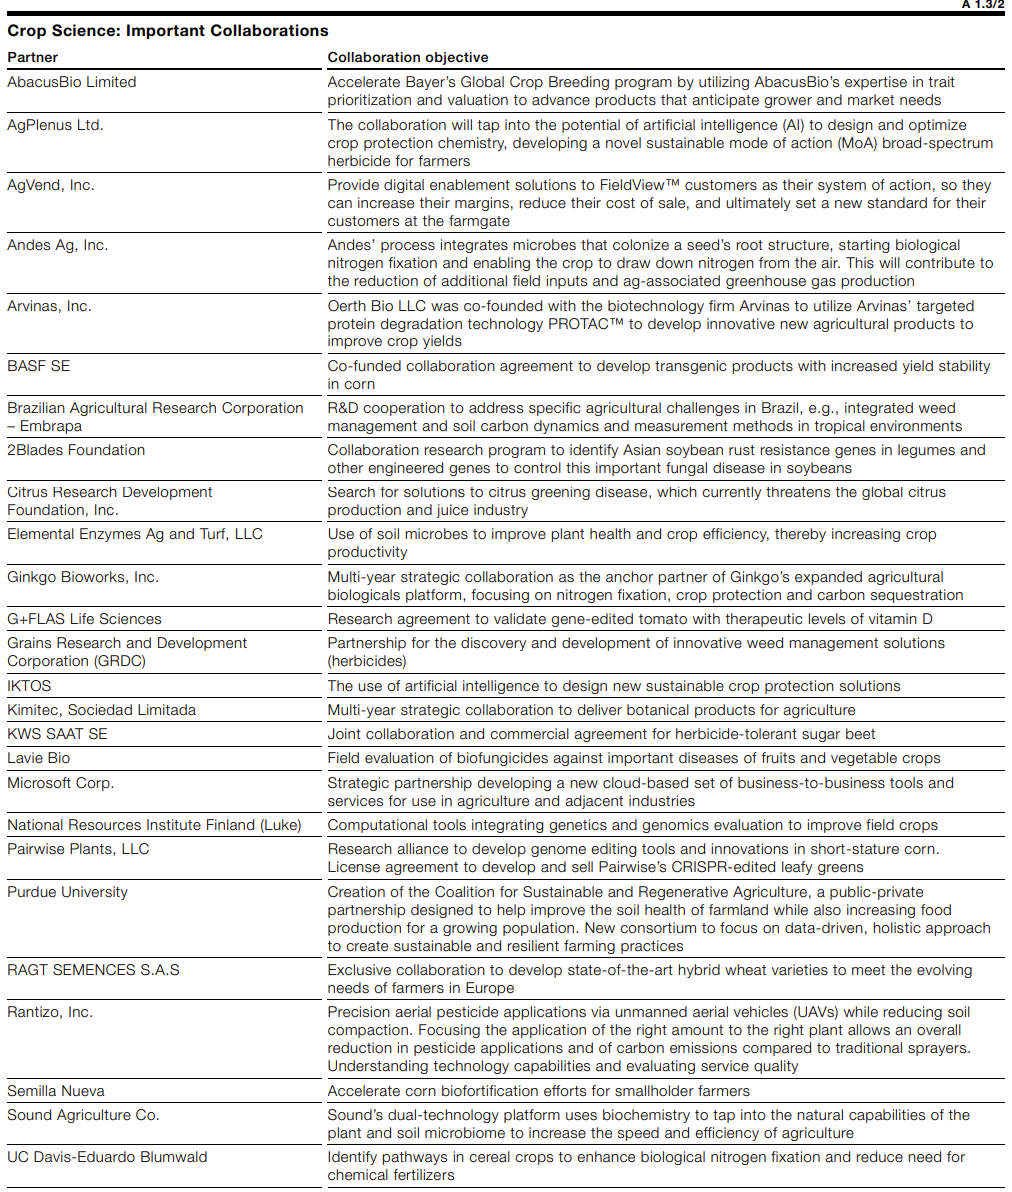 A 1.3/2
Crop Science: Important Collaborations
Partner Collaboration objective
AbacusBio Limited Accelerate Bayer's Global Crop Breeding program by utilizing AbacusBio's expertise in trait
prioritization and valuation to advance products that anticipate grower and market needs
AgPlenus Ltd. The collaboration will tap into the potential of artificial intelligence (AI) to design and optimize
crop protection chemistry, developing a novel sustainable mode of action (MoA) broad-spectrum
herbicide for farmers
AgVend, Inc. Provide digital enablement solutions to FieldView™ customers as their system of action, so they
can increase their margins, reduce their cost of sale, and ultimately set a new standard for their
customers at the farmgate
Andes Ag, Inc. Andes' process integrates microbes that colonize a seed's root structure, starting biological
nitrogen fixation and enabling the crop to draw down nitrogen from the air. This will contribute to
the reduction of additional field inputs and ag-associated greenhouse gas production
Arvinas, Inc. Oerth Bio LLC was co-founded with the biotechnology firm Arvinas to utilize Arvinas' targeted
protein degradation technology PROTAC™ to develop innovative new agricultural products to
improve crop yields
BASF SE Co-funded collaboration agreement to develop transgenic products with increased yield stability
in corn
Brazilian Agricultural Research Corporation R&D cooperation to address specific agricultural challenges in Brazil, e.g., integrated weed
– Embrapa management and soil carbon dynamics and measurement methods in tropical environments
2Blades Foundation Collaboration research program to identify Asian soybean rust resistance genes in legumes and
other engineered genes to control this important fungal disease in soybeans
Citrus Research Development Search for solutions to citrus greening disease, which currently threatens the global citrus
Foundation, Inc. production and juice industry
Elemental Enzymes Ag and Turf, LLC Use of soil microbes to improve plant health and crop efficiency, thereby increasing crop
productivity
Ginkgo Bioworks, Inc. Multi-year strategic collaboration as the anchor partner of Ginkgo's expanded agricultural
biologicals platform, focusing on nitrogen fixation, crop protection and carbon sequestration
G+FLAS Life Sciences Research agreement to validate gene-edited tomato with therapeutic levels of vitamin D
Grains Research and Development Partnership for the discovery and development of innovative weed management solutions
Corporation (GRDC) (herbicides)
IKTOS The use of artificial intelligence to design new sustainable crop protection solutions
Kimitec, Sociedad Limitada Multi-year strategic collaboration to deliver botanical products for agriculture
KWS SAAT SE Joint collaboration and commercial agreement for herbicide-tolerant sugar beet
Lavie Bio Field evaluation of biofungicides against important diseases of fruits and vegetable crops
Microsoft Corp. Strategic partnership developing a new cloud-based set of business-to-business tools and
services for use in agriculture and adjacent industries
National Resources Institute Finland (Luke) Computational tools integrating genetics and genomics evaluation to improve field crops
Pairwise Plants, LLC Research alliance to develop genome editing tools and innovations in short-stature corn.
License agreement to develop and sell Pairwise's CRISPR-edited leafy greens
Purdue University Creation of the Coalition for Sustainable and Regenerative Agriculture, a public-private
partnership designed to help improve the soil health of farmland while also increasing food
production for a growing population. New consortium to focus on data-driven, holistic approach
to create sustainable and resilient farming practices
RAGT SEMENCES S.A.S Exclusive collaboration to develop state-of-the-art hybrid wheat varieties to meet the evolving
needs of farmers in Europe
Rantizo, Inc. Precision aerial pesticide applications via unmanned aerial vehicles (UAVs) while reducing soil
compaction. Focusing the application of the right amount to the right plant allows an overall
reduction in pesticide applications and of carbon emissions compared to traditional sprayers.
Understanding technology capabilities and evaluating service quality
Semilla Nueva Accelerate corn biofortification efforts for smallholder farmers
Sound Agriculture Co. Sound's dual-technology platform uses biochemistry to tap into the natural capabilities of the
plant and soil microbiome to increase the speed and efficiency of agriculture
UC Davis-Eduardo Blumwald Identify pathways in cereal crops to enhance biological nitrogen fixation and reduce need for
chemical fertilizers